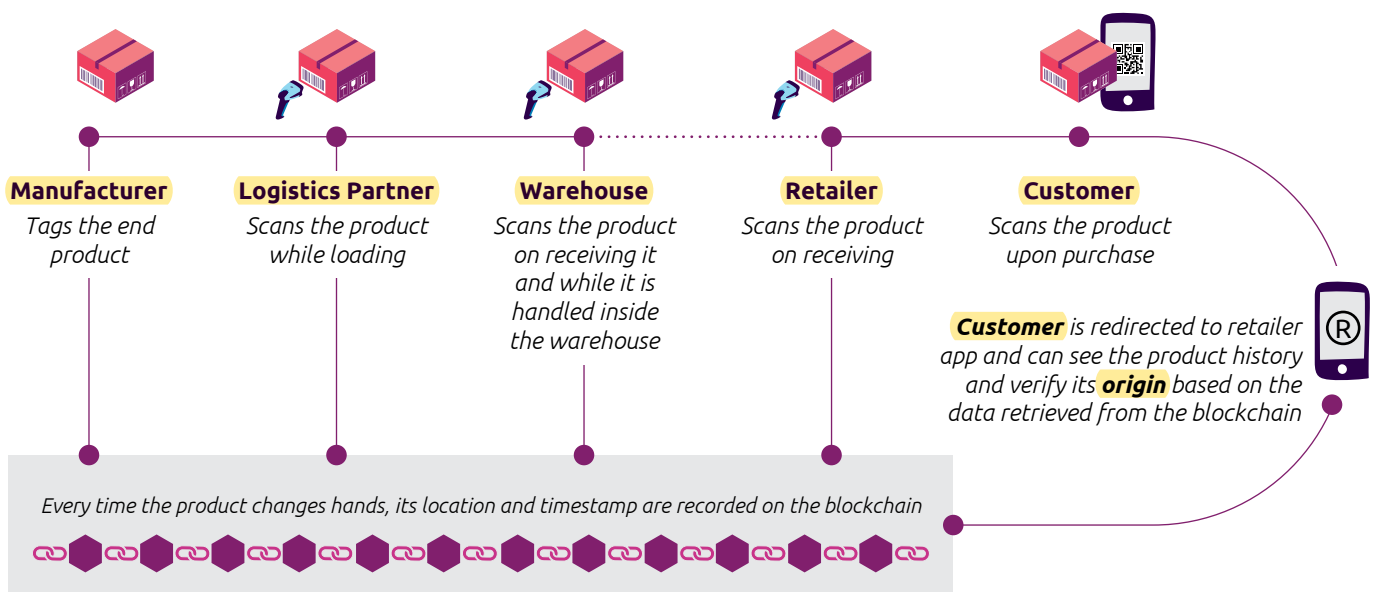 Manufacturer
Tags the end
product
Logistics Partner
Scans the product
while loading
Warehouse
Scans the product
on receiving it
and while it is
handled inside
the warehouse
Retailer
Scans the product
on receiving
Customer
Scans the product
upon purchase
Customer is redirected to retailer
app and can see the product history
and verify its origin based on the
data retrieved from the blockchain
®
Every time the product changes hands, its location and timestamp are recorded on the blockchain